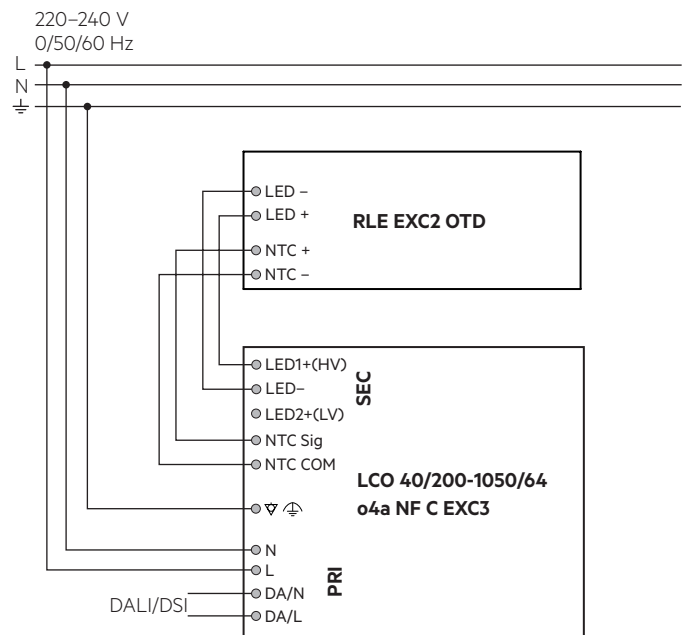 220–240 V
0/50/60 Hz
L
N
LED –
LED +
RLE EXC2 OTD
NTC +
NTC –
LED1+(HV)
SEC
LED–
LED2+(LV)
NTC Sig
NTC COM
LCO 40/200-1050/64
o4a NF C EXC3
N
L
PRI
DALI/DSI
DA/N
DA/L